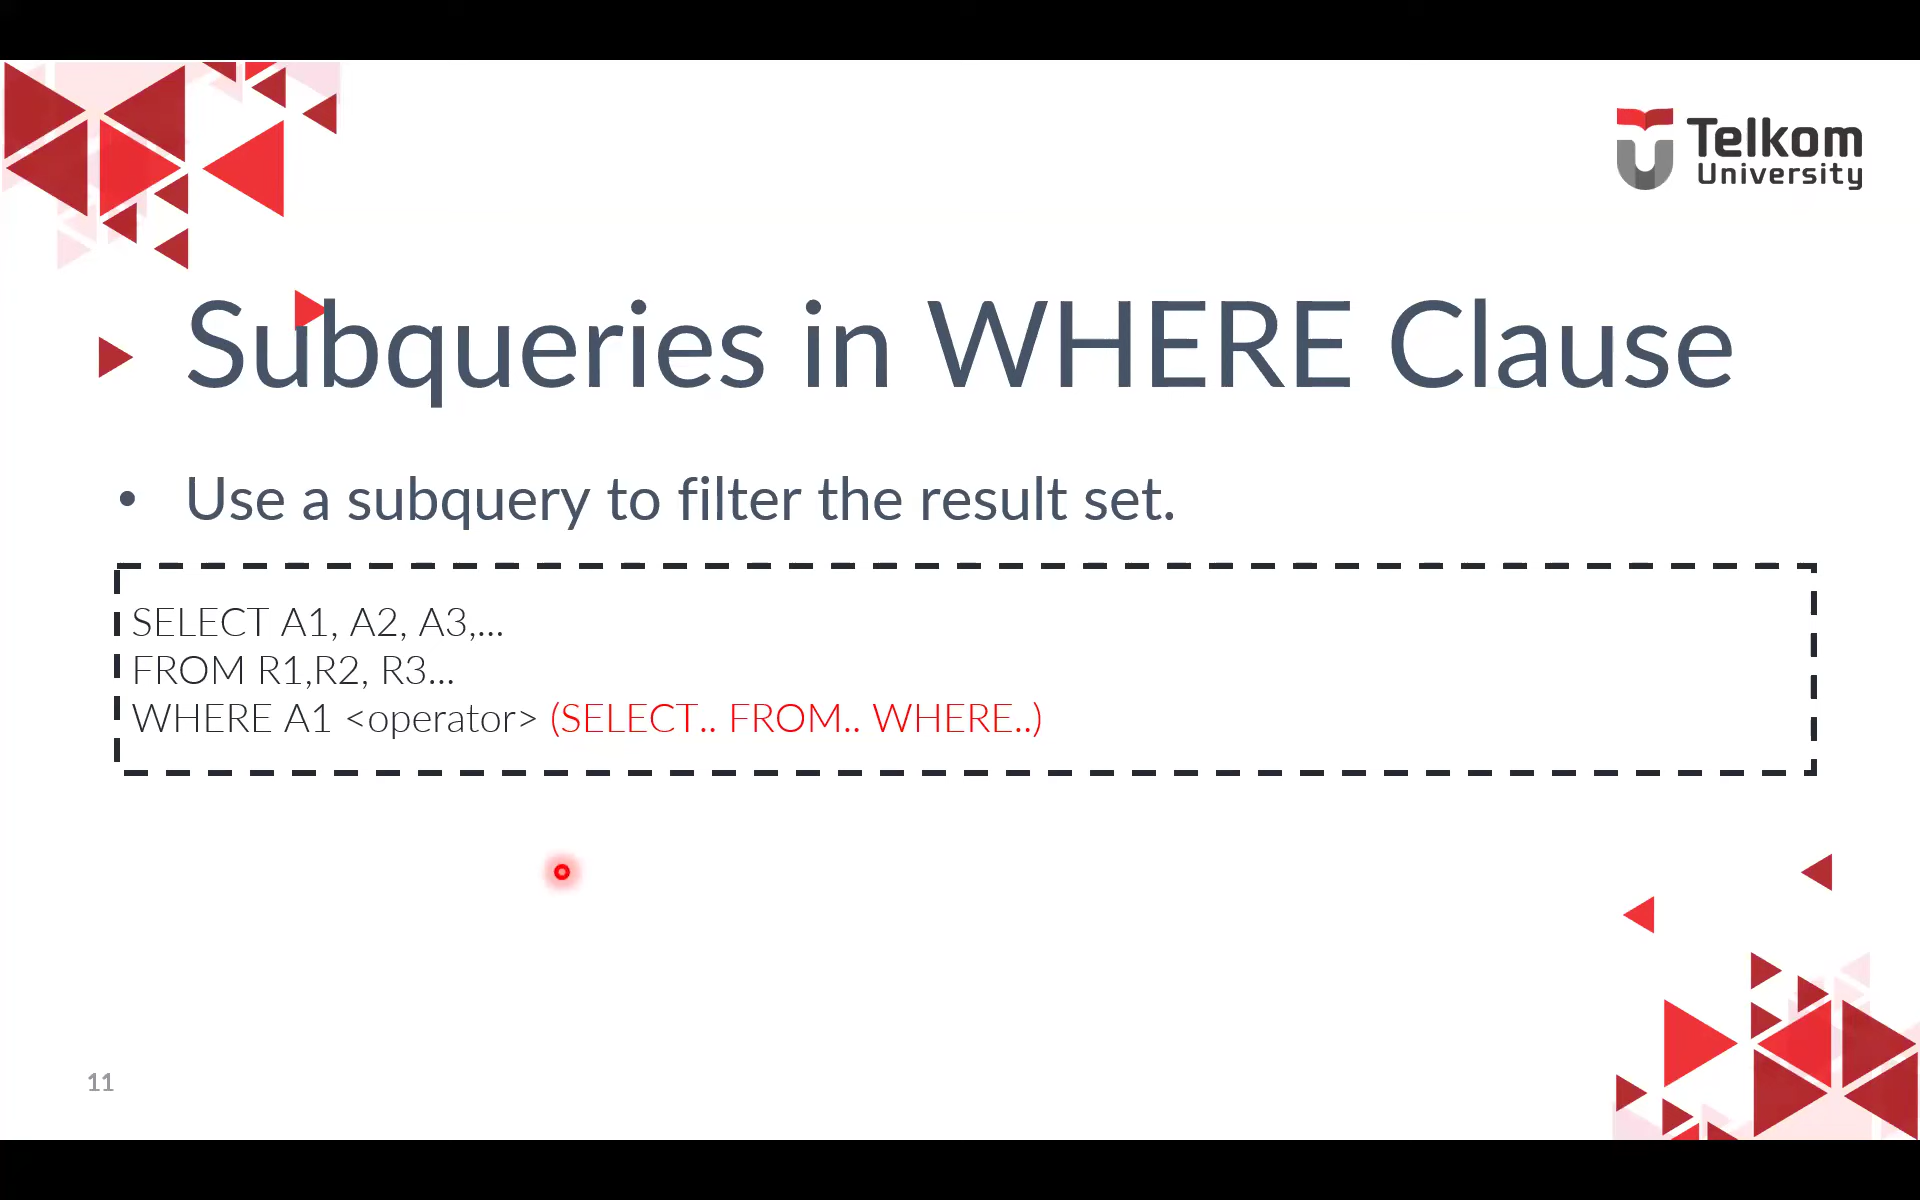 Telkom
University
Subqueries in WHERE Clause
• Use a subquery to filter the result set.
SELECT A1, A2, A3,...
FROM R1,R2, R3...
WHERE A1 <operator> (SELECT.. FROM.. WHERE..)
11